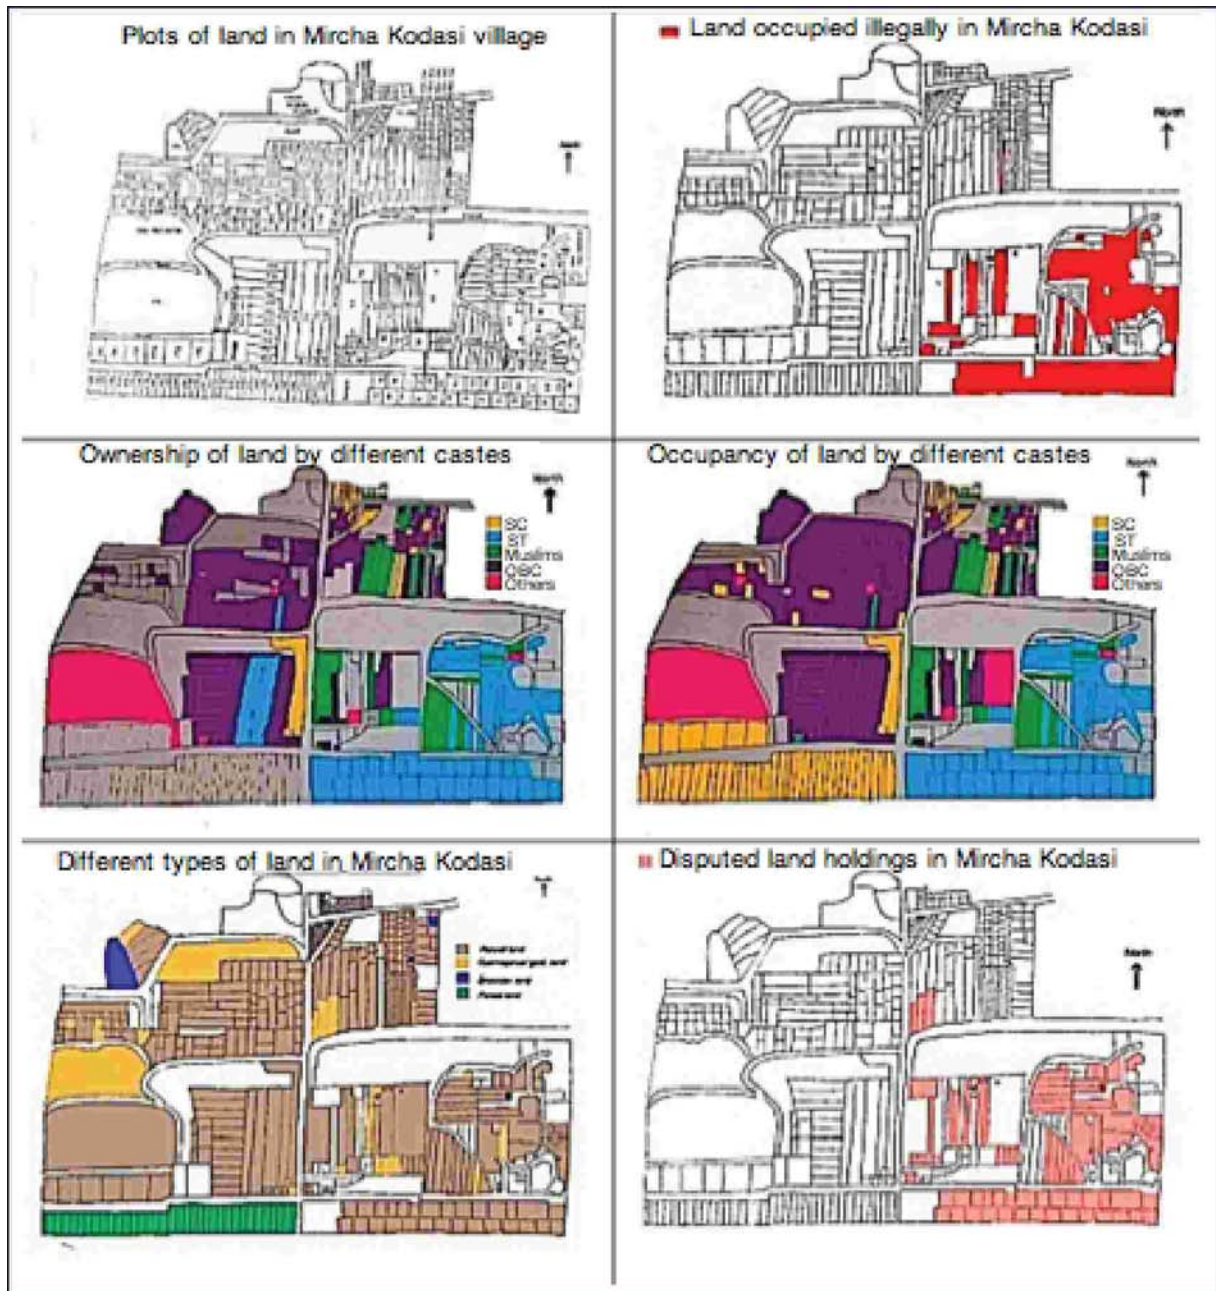 Plots of land in Mircha Kodasi village
North
Land occupied illegally in Mircha Kodasi
North
Ownership of land by different castes
North
SC
ST
Muslims
OBC
Others
Occupancy of land by different castes
North
SC
ST
Muslims
OBC
Others
Different types of land in Mircha Kodasi
Forest land
Disputed land holdings in Mircha Kodasi
North